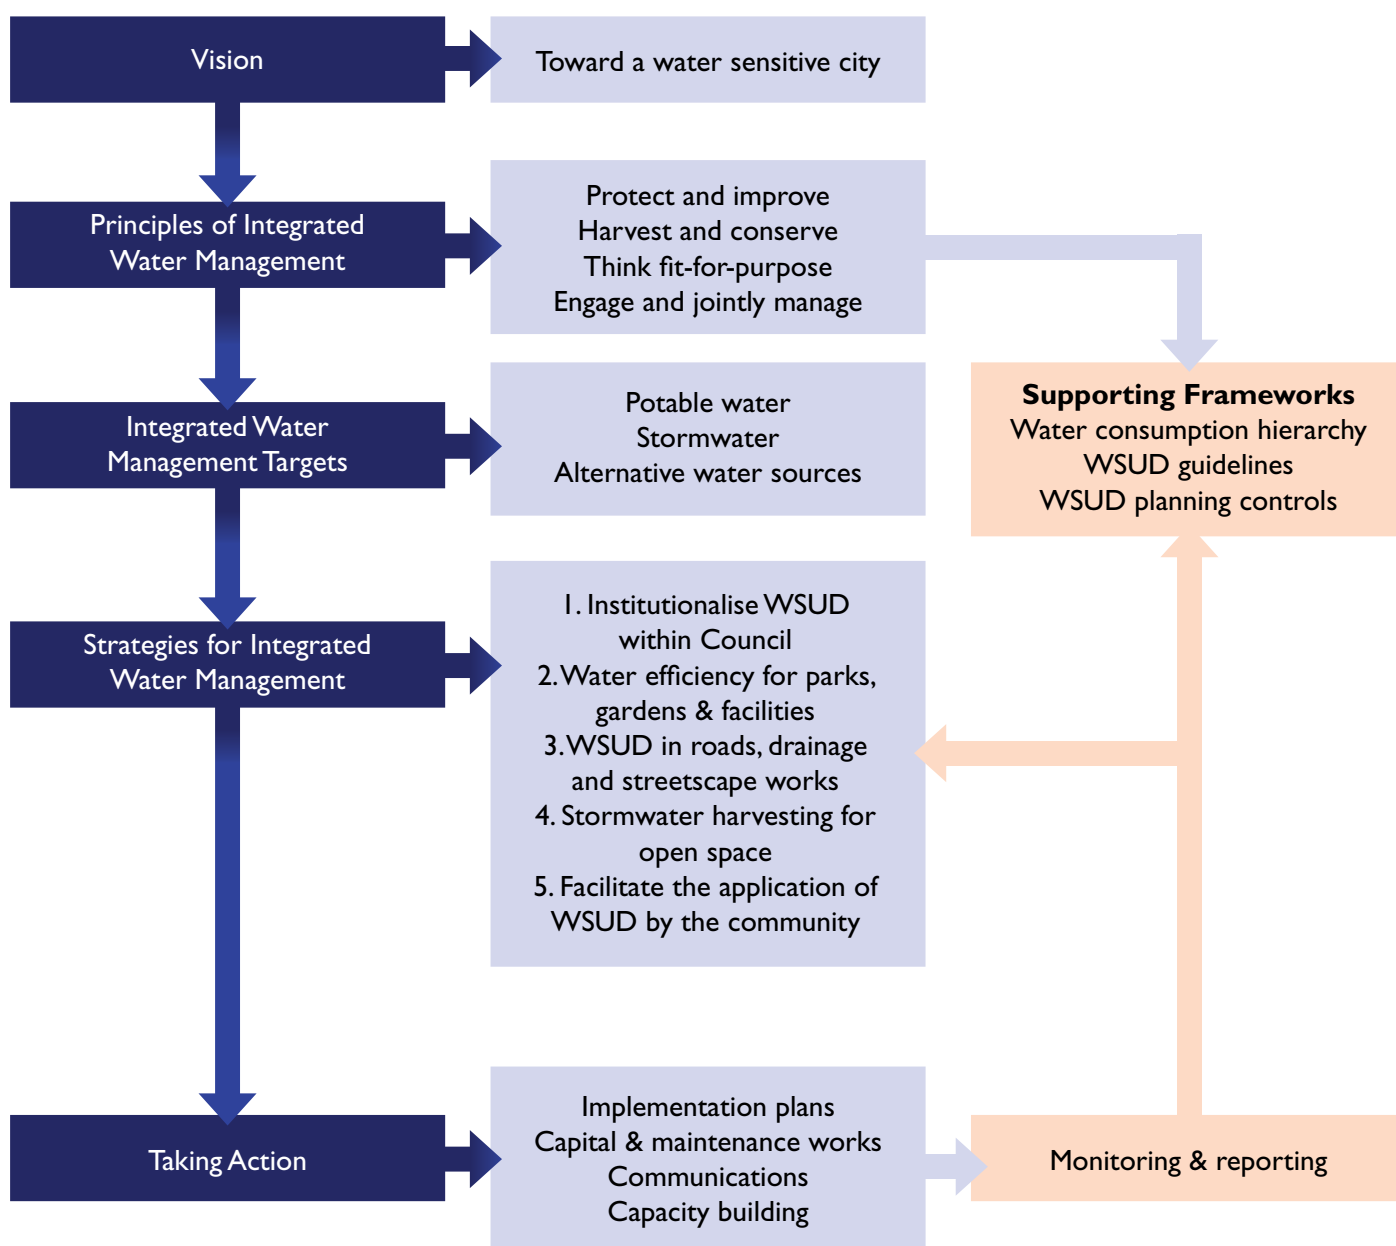 Vision
Toward a water sensitive city
Principles of Integrated
Water Management
Protect and improve
Harvest and conserve
Think fit-for-purpose
Engage and jointly manage
Integrated Water
Management Targets
Potable water
Stormwater
Alternative water sources
Supporting Frameworks
Water consumption hierarchy
WSUD guidelines
WSUD planning controls
Strategies for Integrated
Water Management
1. Institutionalise WSUD
within Council
2. Water efficiency for parks,
gardens & facilities
3. WSUD in roads, drainage
and streetscape works
4. Stormwater harvesting for
open space
5. Facilitate the application of
WSUD by the community
Taking Action
Implementation plans
Capital & maintenance works
Communications
Capacity building
Monitoring & reporting